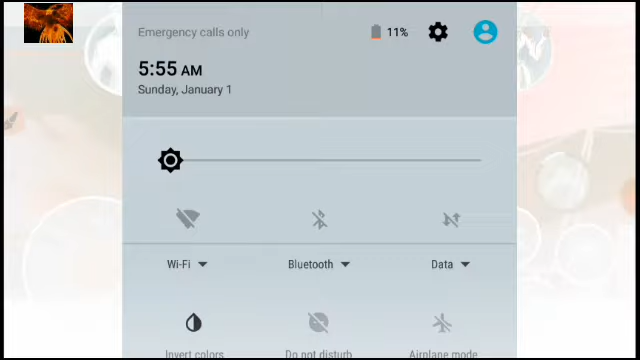 Emergency calls only
11%
5:55 AM
Sunday, January 1
Wi-Fi
Bluetooth
Data
Invert colors
Do not disturb
Airplane mode